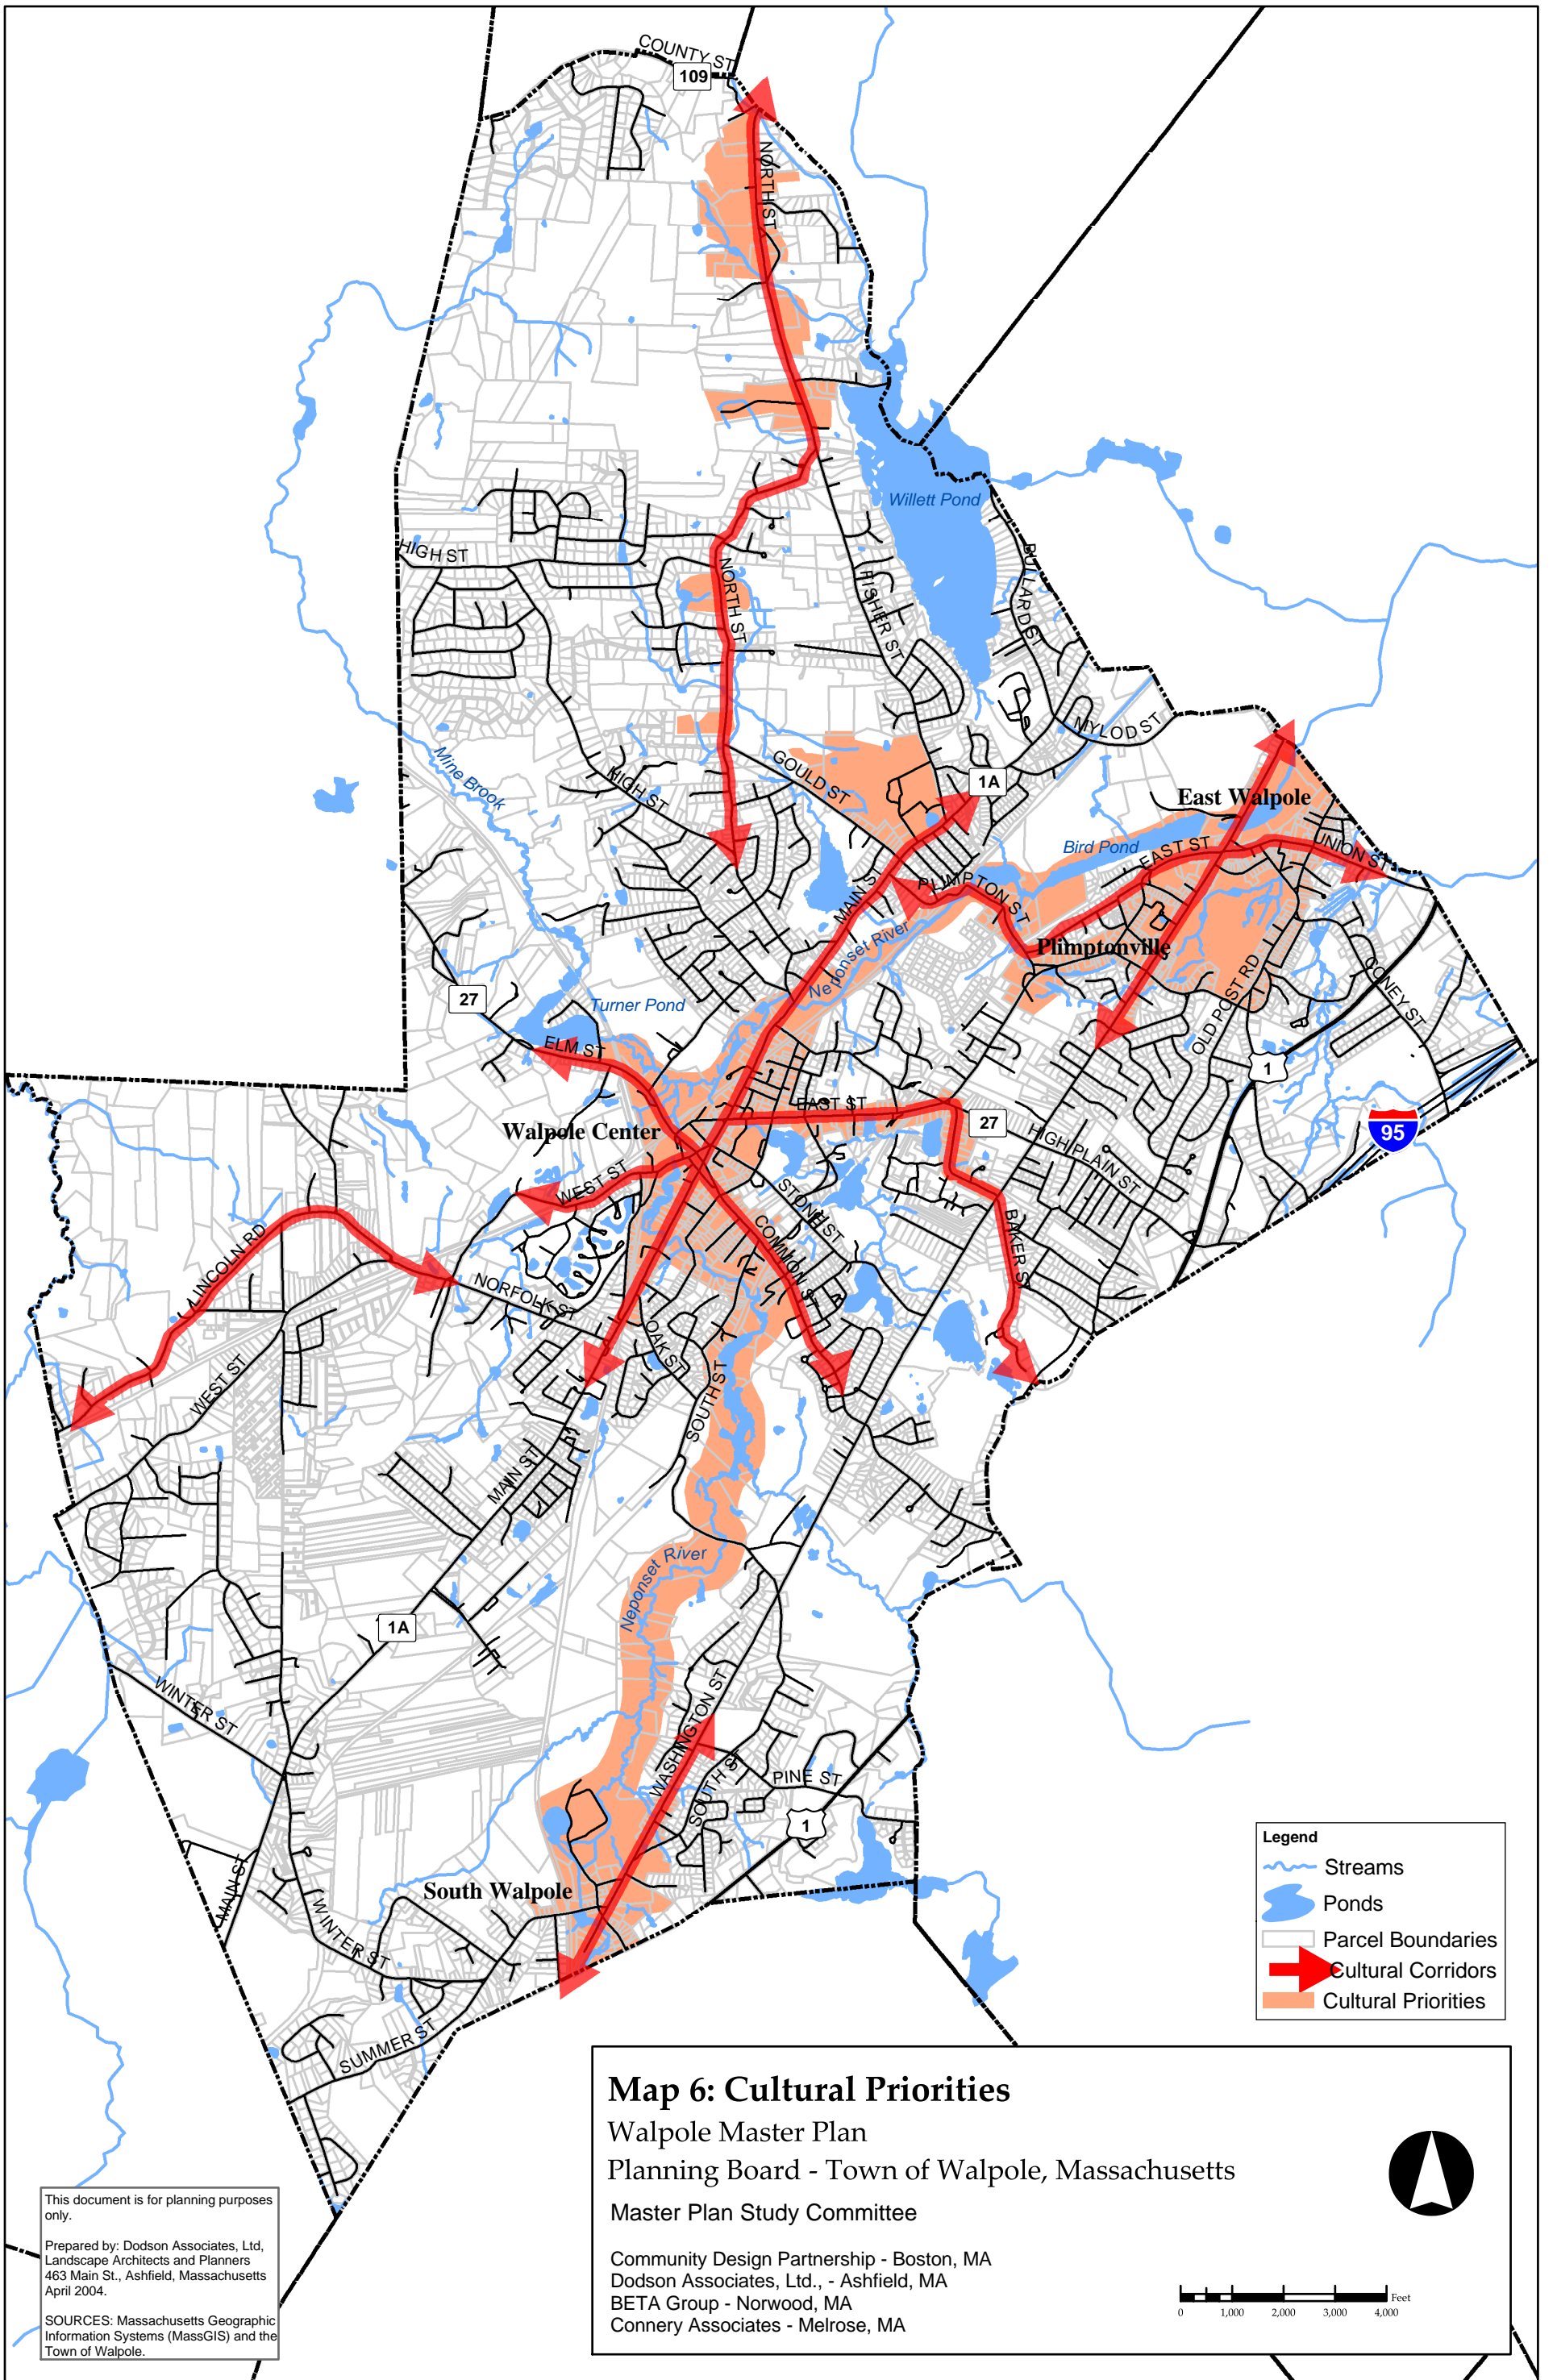 COUNTY ST
109
NORTH ST
Willett Pond
HIGH ST
NORTH ST
FISHER ST
BULLARD ST
MYLOD ST
Mine Brook
HIGH ST
GOULD ST
1A
East Walpole
Bird Pond
EAST ST
UNION ST
MAIN ST
PLIMPTON ST
Plimptonville
Neponset River
OLD POST RD
CONEY ST
27
Turner Pond
ELM ST
1
EAST ST
27
95
Walpole Center
HIGH PLAIN ST
WEST ST
STONE ST
COMMON ST
BAKER ST
LINCOLN RD
NORFOLK ST
OAK ST
WEST ST
SOUTH ST
MAIN ST
Neponset River
1A
WINTER ST
WASHINGTON ST
SOUTH ST
PINE ST
1
MAIN ST
South Walpole
WINTER ST
SUMMER ST
Legend
Streams
Ponds
Parcel Boundaries
Cultural Corridors
Cultural Priorities
Map 6: Cultural Priorities
Walpole Master Plan
Planning Board - Town of Walpole, Massachusetts
Master Plan Study Committee
Community Design Partnership - Boston, MA
Dodson Associates, Ltd., - Ashfield, MA
BETA Group - Norwood, MA
Connery Associates - Melrose, MA
Feet
0 1,000 2,000 3,000 4,000
This document is for planning purposes
only.
Prepared by: Dodson Associates, Ltd,
Landscape Architects and Planners
463 Main St., Ashfield, Massachusetts
April 2004.
SOURCES: Massachusetts Geographic
Information Systems (MassGIS) and the
Town of Walpole.